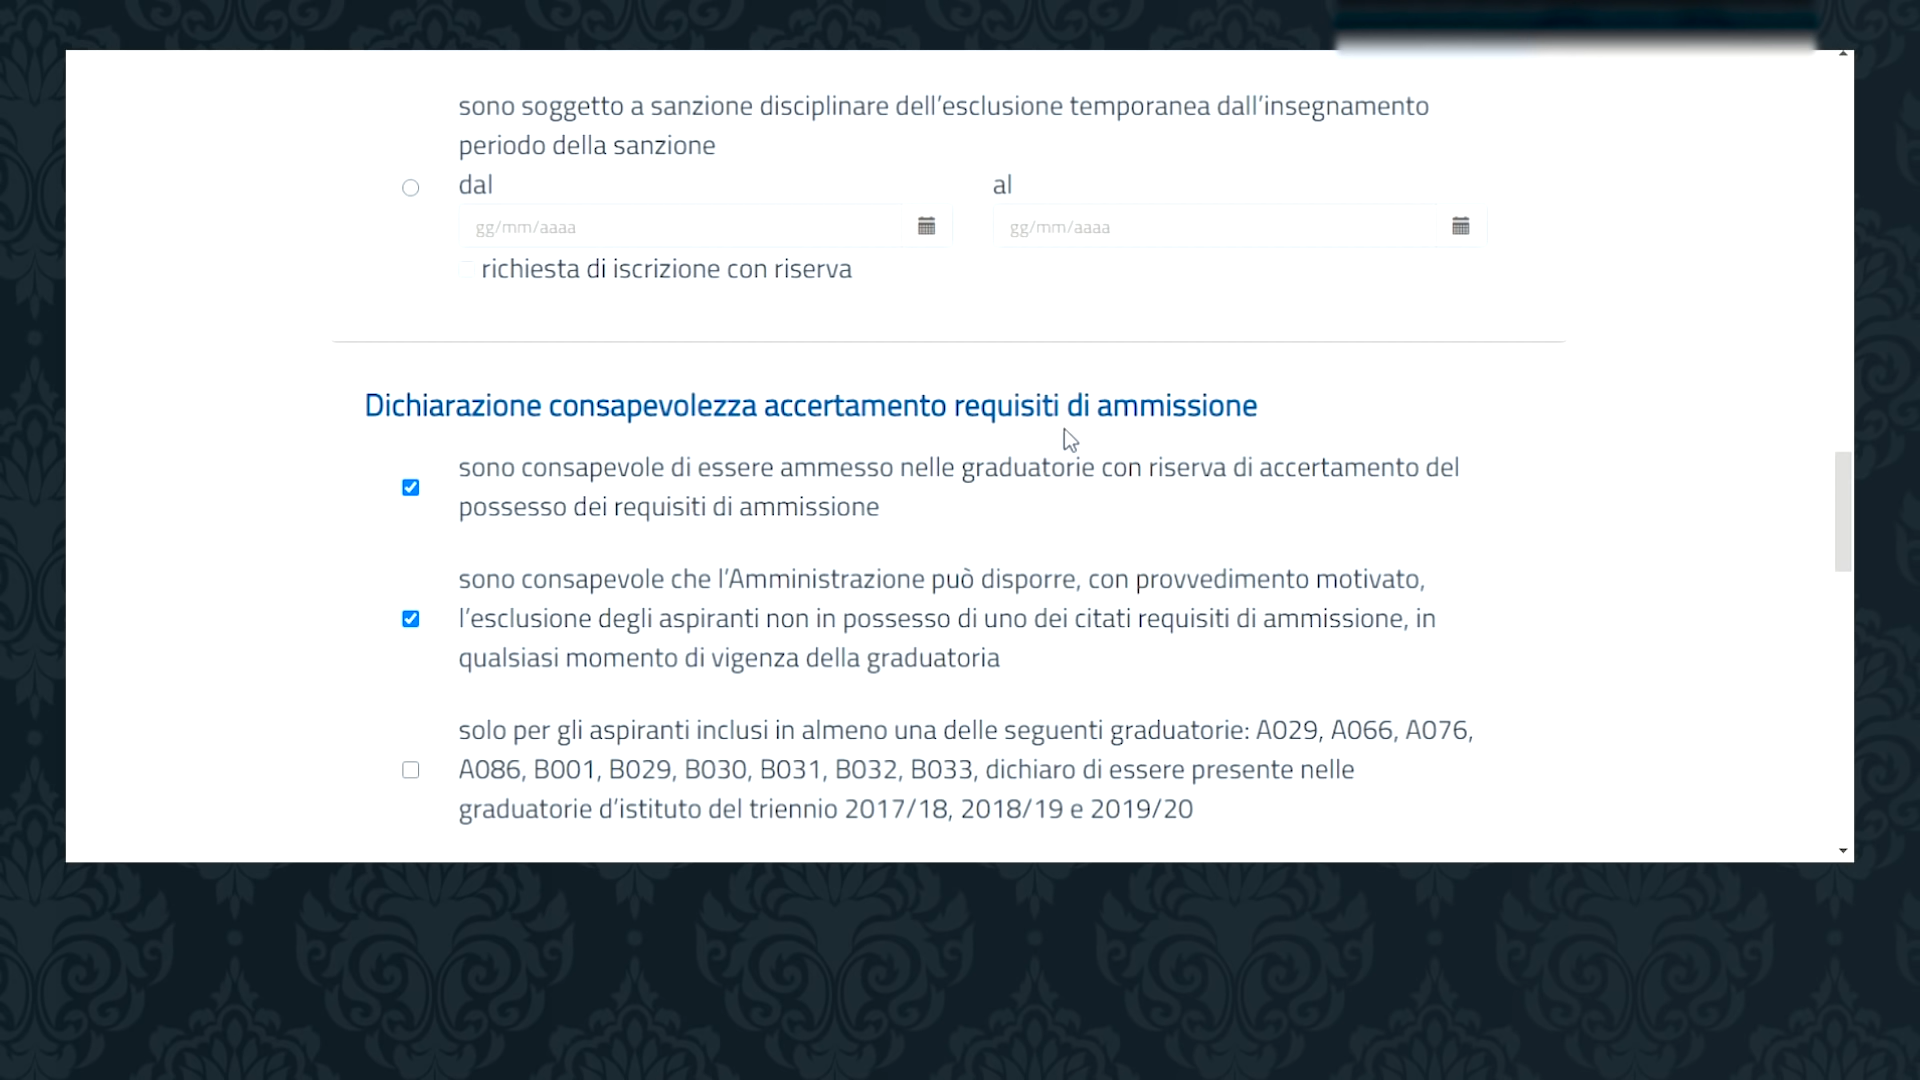 sono soggetto a sanzione disciplinare dell’esclusione temporanea dall’insegnamento
periodo della sanzione
dal al
gg/mm/aaaa gg/mm/aaaa
richiesta di iscrizione con riserva
Dichiarazione consapevolezza accertamento requisiti di ammissione
sono consapevole di essere ammesso nelle graduatorie con riserva di accertamento del
possesso dei requisiti di ammissione
sono consapevole che l’Amministrazione può disporre, con provvedimento motivato,
l’esclusione degli aspiranti non in possesso di uno dei citati requisiti di ammissione, in
qualsiasi momento di vigenza della graduatoria
solo per gli aspiranti inclusi in almeno una delle seguenti graduatorie: A029, A066, A076,
A086, B001, B029, B030, B031, B032, B033, dichiaro di essere presente nelle
graduatorie d’istituto del triennio 2017/18, 2018/19 e 2019/20